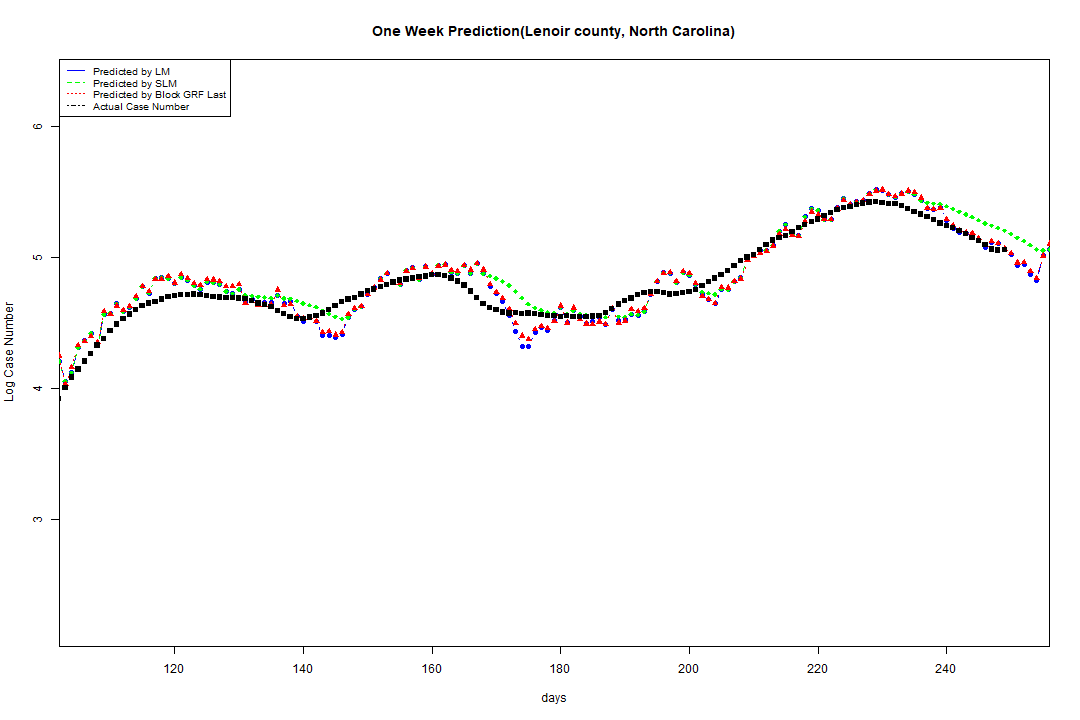 One Week Prediction(Lenoir county, North Carolina)
Predicted by LM
Predicted by SLM
Predicted by Block GRF Last
Actual Case Number
6
5
4
3
Log Case Number
120 140 160 180 200 220 240
days